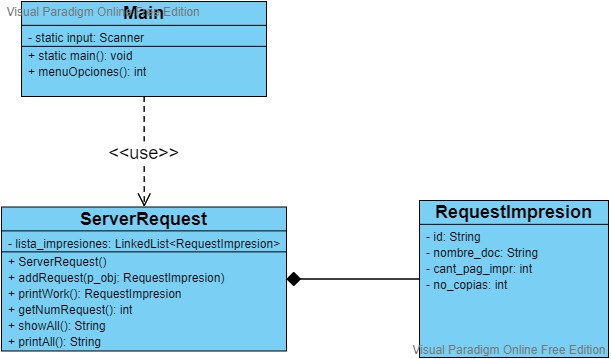 Visual Paradigm Online Free Edition
Main
- static input: Scanner
+ static main(): void
+ menuOpciones(): int
<<use>>
ServerRequest
- lista_impresiones: LinkedList<RequestImpresion>
+ ServerRequest()
+ addRequest(p_obj: RequestImpresion)
+ printWork(): RequestImpresion
+ getNumRequest(): int
+ showAll(): String
+ printAll(): String
RequestImpresion
- id: String
- nombre_doc: String
- cant_pag_impr: int
- no_copias: int
Visual Paradigm Online Free Edition